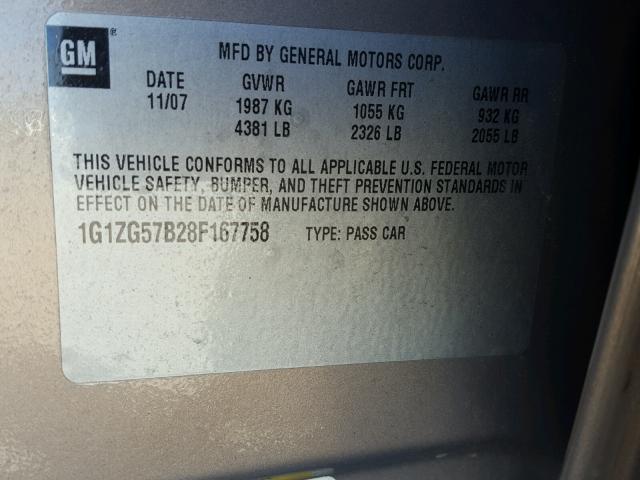 GM®
MFD BY GENERAL MOTORS CORP.
DATE GVWR GAWR FRT GAWR RR
11/07 1987 KG 1055 KG 932 KG
4381 LB 2326 LB 2055 LB
THIS VEHICLE CONFORMS TO ALL APPLICABLE U.S. FEDERAL MOTOR
VEHICLE SAFETY, BUMPER, AND THEFT PREVENTION STANDARDS IN
EFFECT ON THE DATE OF MANUFACTURE SHOWN ABOVE.
1G1ZG57B28F167758 TYPE: PASS CAR